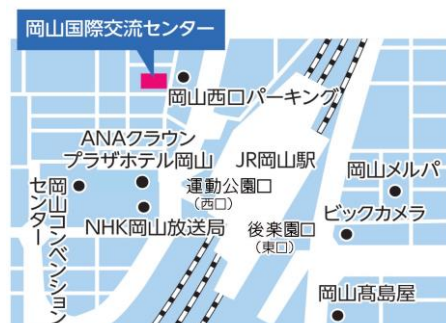 岡山国際交流センター
岡山西口パーキング
ANAクラウン
プラザホテル岡山
JR岡山駅
運動公園口
（西口）
岡山メルパ
岡山コンベンション
センター
NHK岡山放送局
後楽園口
（東口）
ビックカメラ
岡山髙島屋